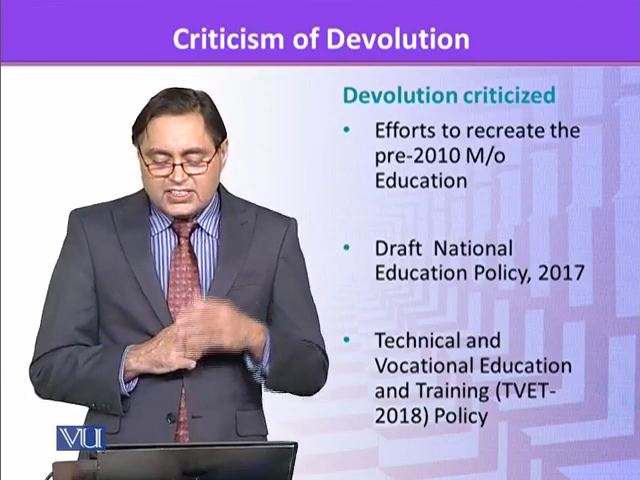 Criticism of Devolution
Devolution criticized
• Efforts to recreate the
pre-2010 M/o
Education
• Draft National
Education Policy, 2017
• Technical and
Vocational Education
and Training (TVET-
2018) Policy
VU